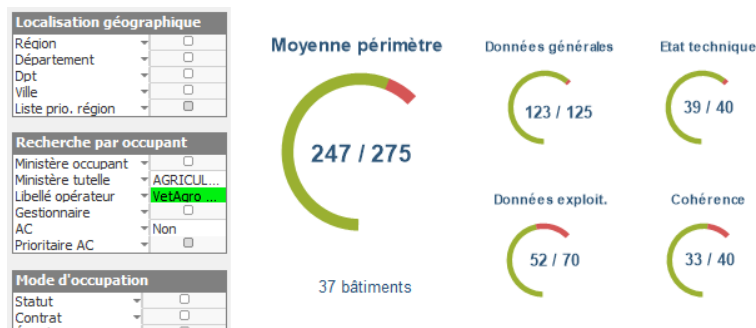 Localisation géographique
Région
Département
Dpt
Ville
Liste prio. région
Recherche par occupant
Ministère occupant
Ministère tutelle AGRICUL...
Libellé opérateur VetAgro ...
Gestionnaire
AC Non
Prioritaire AC
Mode d'occupation
Statut
Contrat
Moyenne périmètre
247 / 275
37 bâtiments
Données générales
123 / 125
Etat technique
39 / 40
Données exploit.
52 / 70
Cohérence
33 / 40